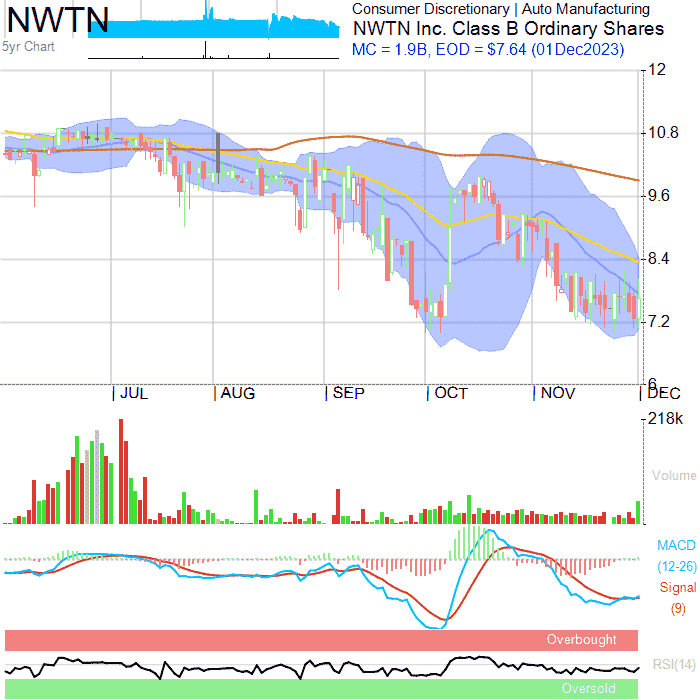 NWTN
5yr Chart
Consumer Discretionary | Auto Manufacturing
NWTN Inc. Class B Ordinary Shares
MC = 1.9B, EOD = $7.64 (01Dec2023)
12
10.8
9.6
8.4
7.2
6
JUL AUG SEP OCT NOV DEC
218k
Volume
MACD
(12-26)
Signal
(9)
Overbought
RSI(14)
Oversold